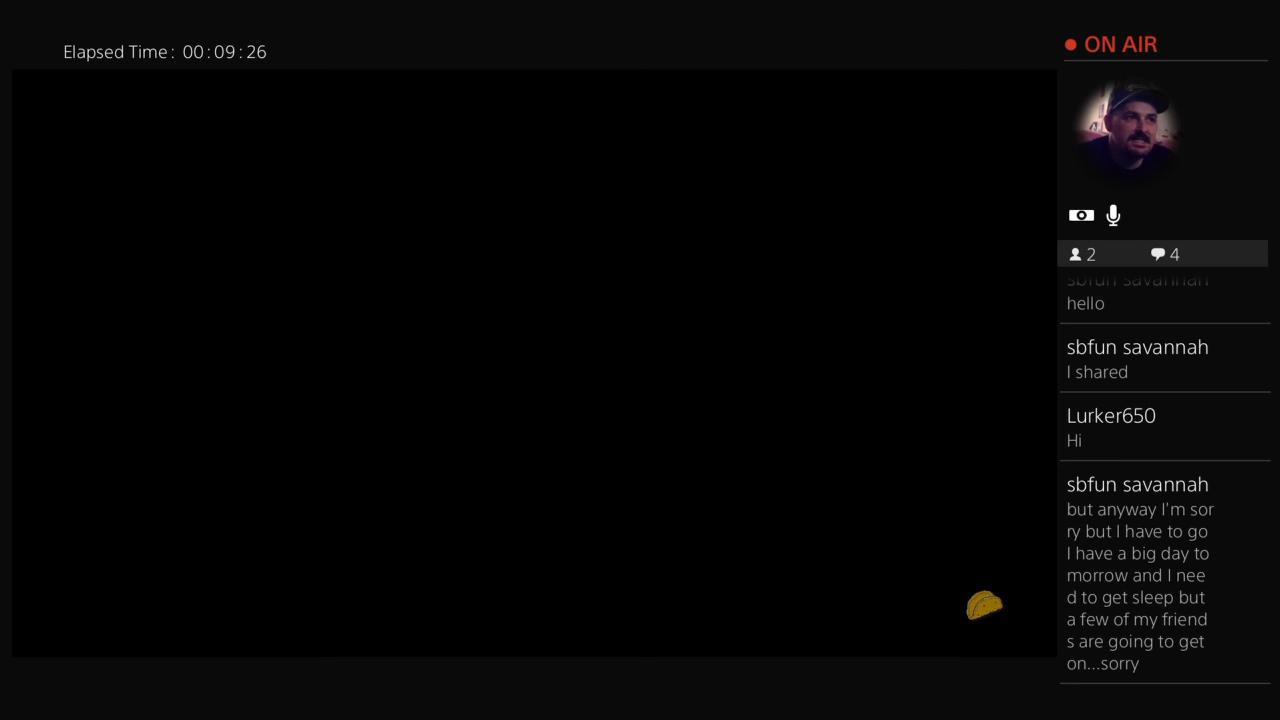 Elapsed Time: 00:09:26
ON AIR
2 4
sbfun savannah
hello
sbfun savannah
I shared
Lurker650
Hi
sbfun savannah
but anyway I'm sor
ry but I have to go
I have a big day to
morrow and I nee
d to get sleep but
a few of my friend
s are going to get
on...sorry